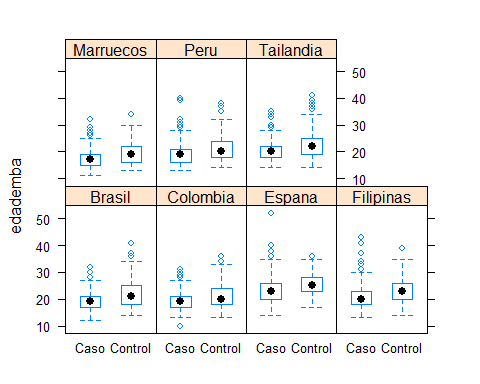 Marruecos Peru Tailandia
50
40
30
20
10
edademba
Brasil Colombia Espana Filipinas
50
40
30
20
10
Caso Control Caso Control Caso Control Caso Control